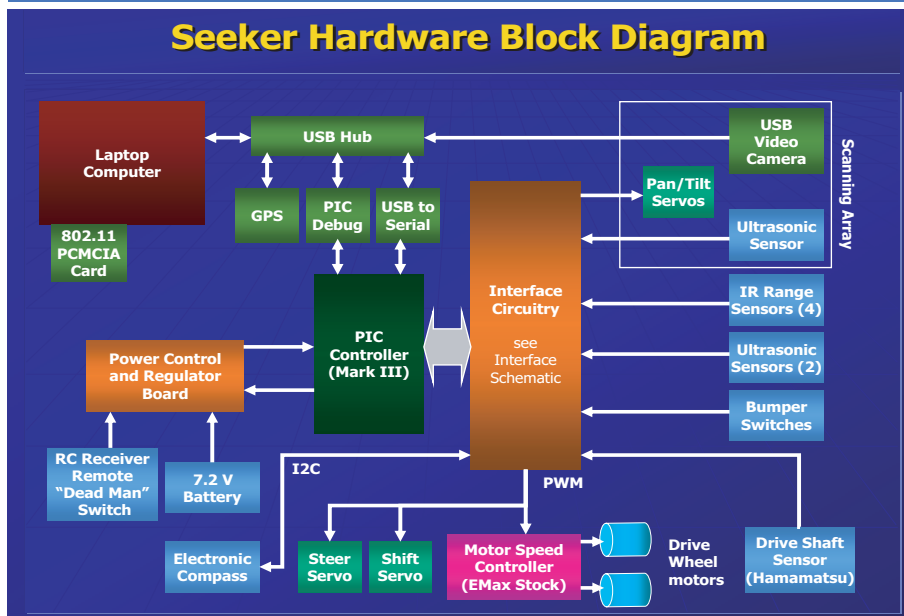 Seeker Hardware Block Diagram
Laptop
Computer
802.11
PCMCIA
Card
USB Hub
GPS
PIC
Debug
USB to
Serial
USB
Video
Camera
Pan/Tilt
Servos
Ultrasonic
Sensor
Scanning Array
Interface
Circuitry
see
Interface
Schematic
IR Range
Sensors (4)
Ultrasonic
Sensors (2)
Bumper
Switches
PIC
Controller
(Mark III)
Power Control
and Regulator
Board
RC Receiver
Remote
“Dead Man”
Switch
7.2 V
Battery
I2C
PWM
Electronic
Compass
Steer
Servo
Shift
Servo
Motor Speed
Controller
(EMax Stock)
Drive
Wheel
motors
Drive Shaft
Sensor
(Hamamatsu)